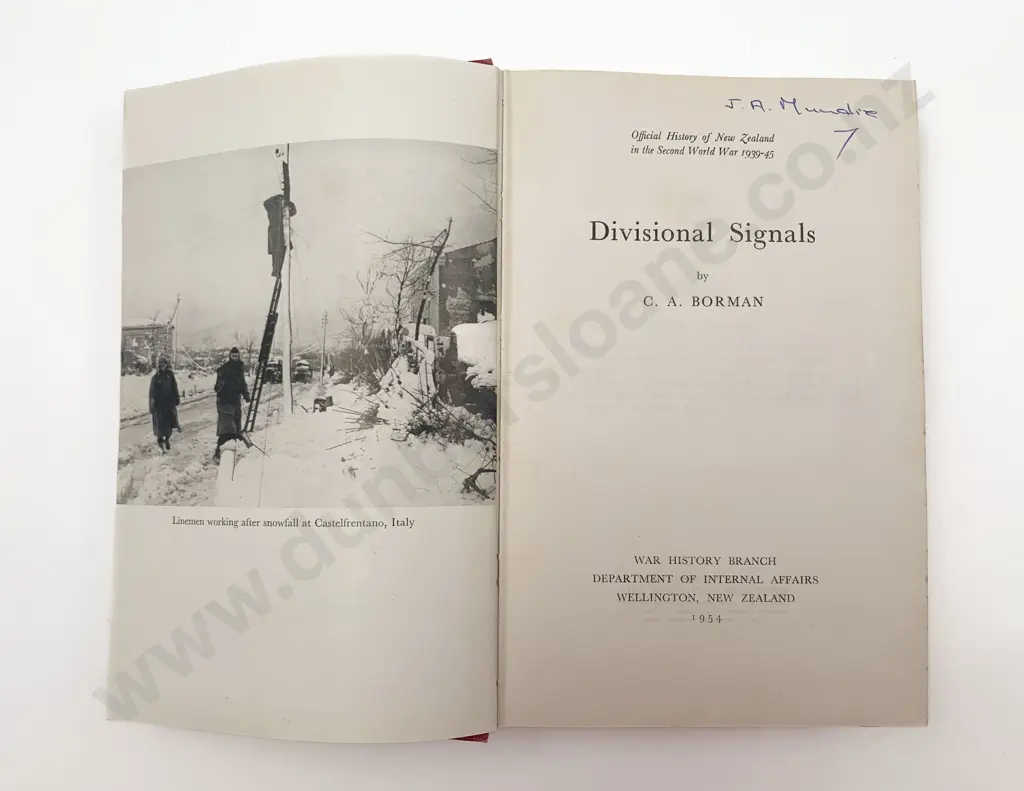 Linemen working after snowfall at Castelfrentano, Italy
J. A. Mundie
7
Official History of New Zealand
in the Second World War 1939-45
Divisional Signals
by
C. A. BORMAN
WAR HISTORY BRANCH
DEPARTMENT OF INTERNAL AFFAIRS
WELLINGTON, NEW ZEALAND
1954
www.dunbarsloane.co.nz